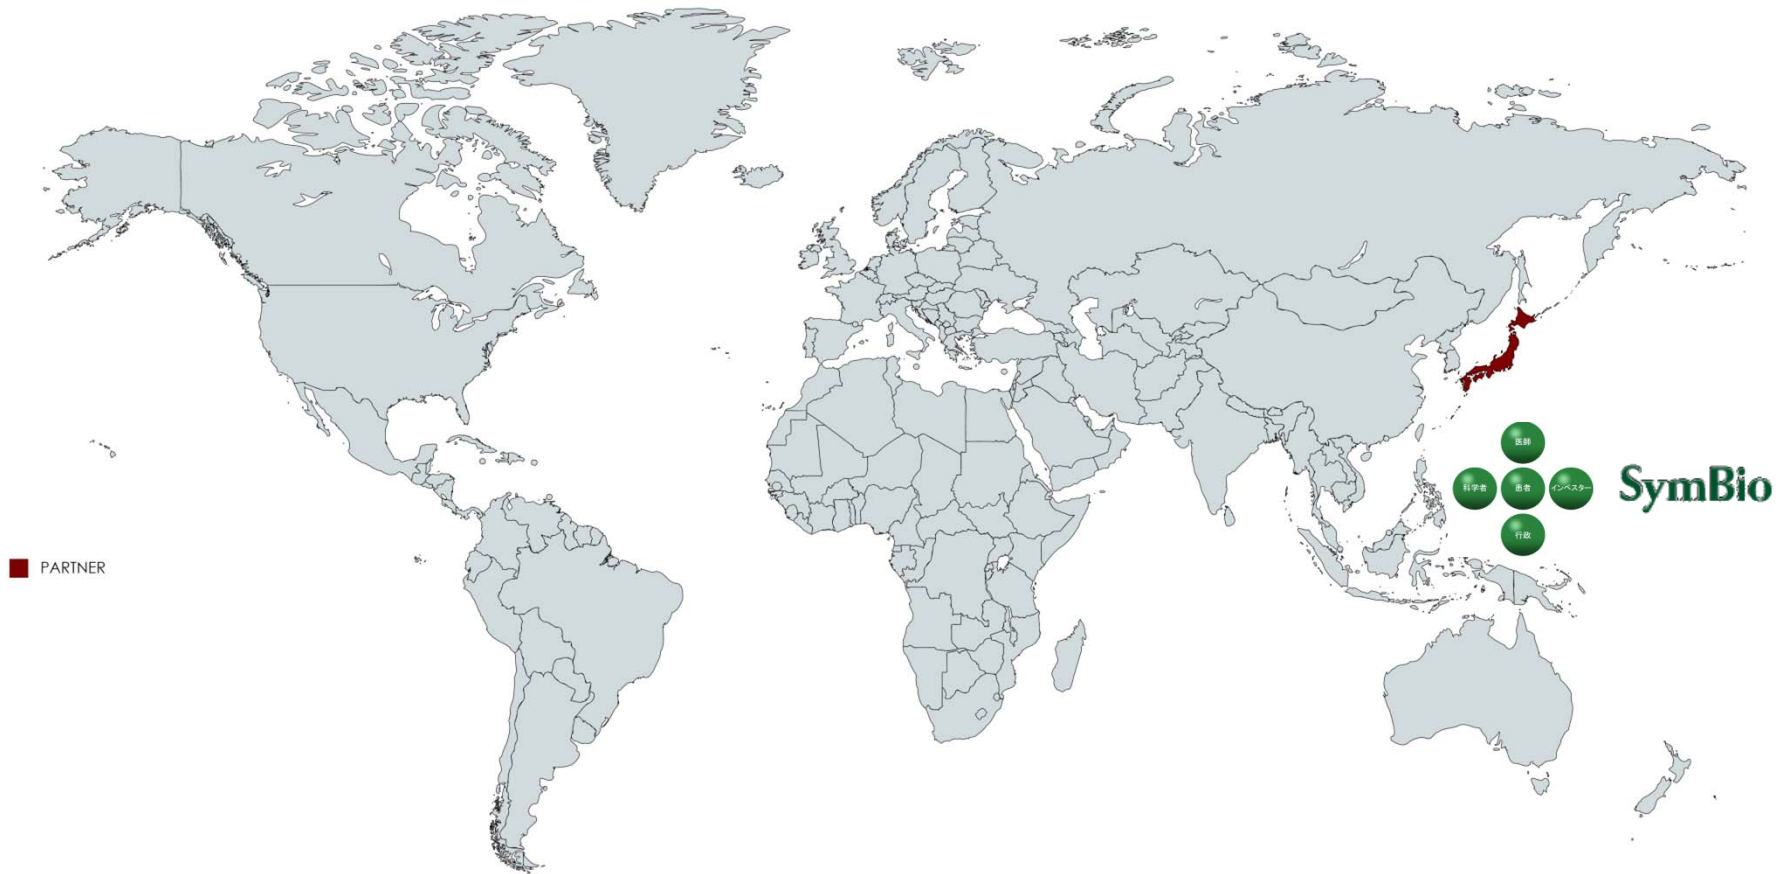 医師
科学者 患者 インベスター
SymBio
行政
PARTNER